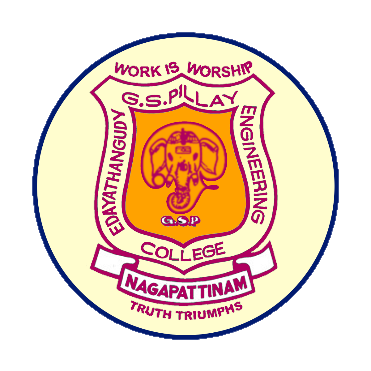 WORK IS WORSHIP
G.S.PILLAY
EDAYATHANGUDY
ENGINEERING
G.S.P
COLLEGE
NAGAPATTINAM
TRUTH TRIUMPHS